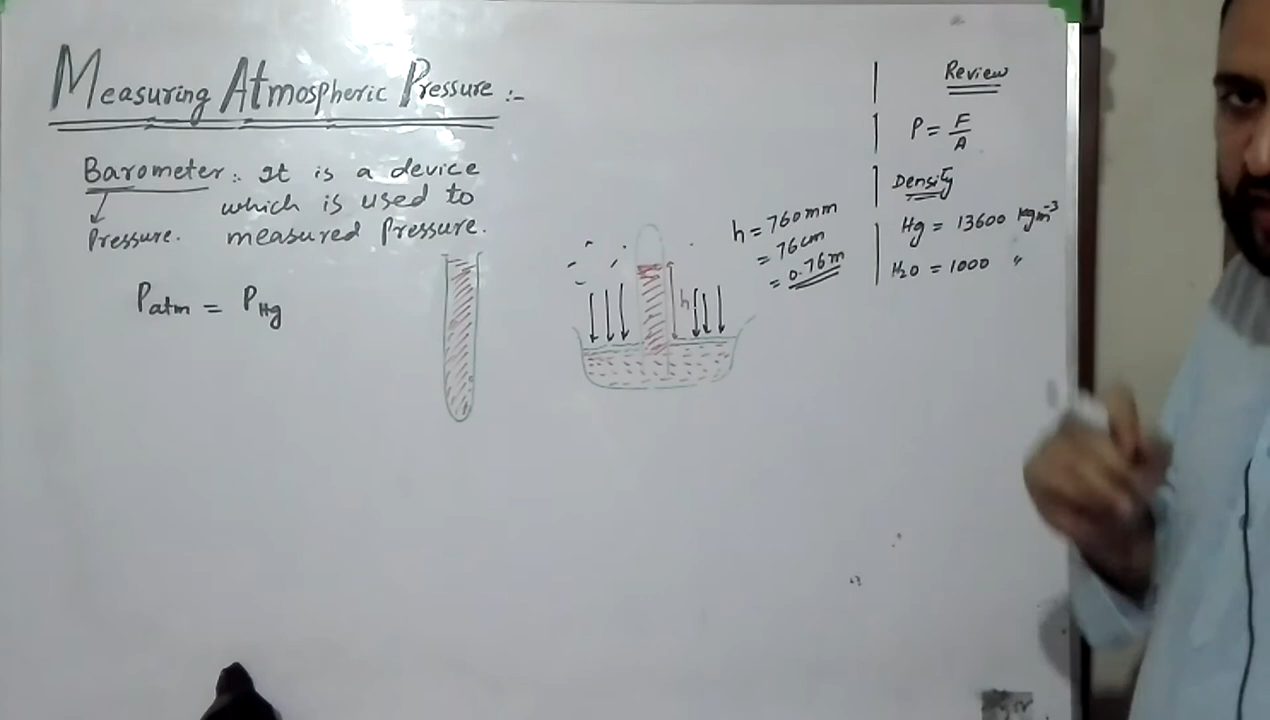 Measuring Atmospheric Pressure :-
Barometer :. It is a device
which is used to
Pressure. measured Pressure.
Patm = PHg
h
h = 760mm
= 76cm
= 0.76m
Review
P = F/A
Density
Hg = 13600 kgm⁻³
H2O = 1000 "